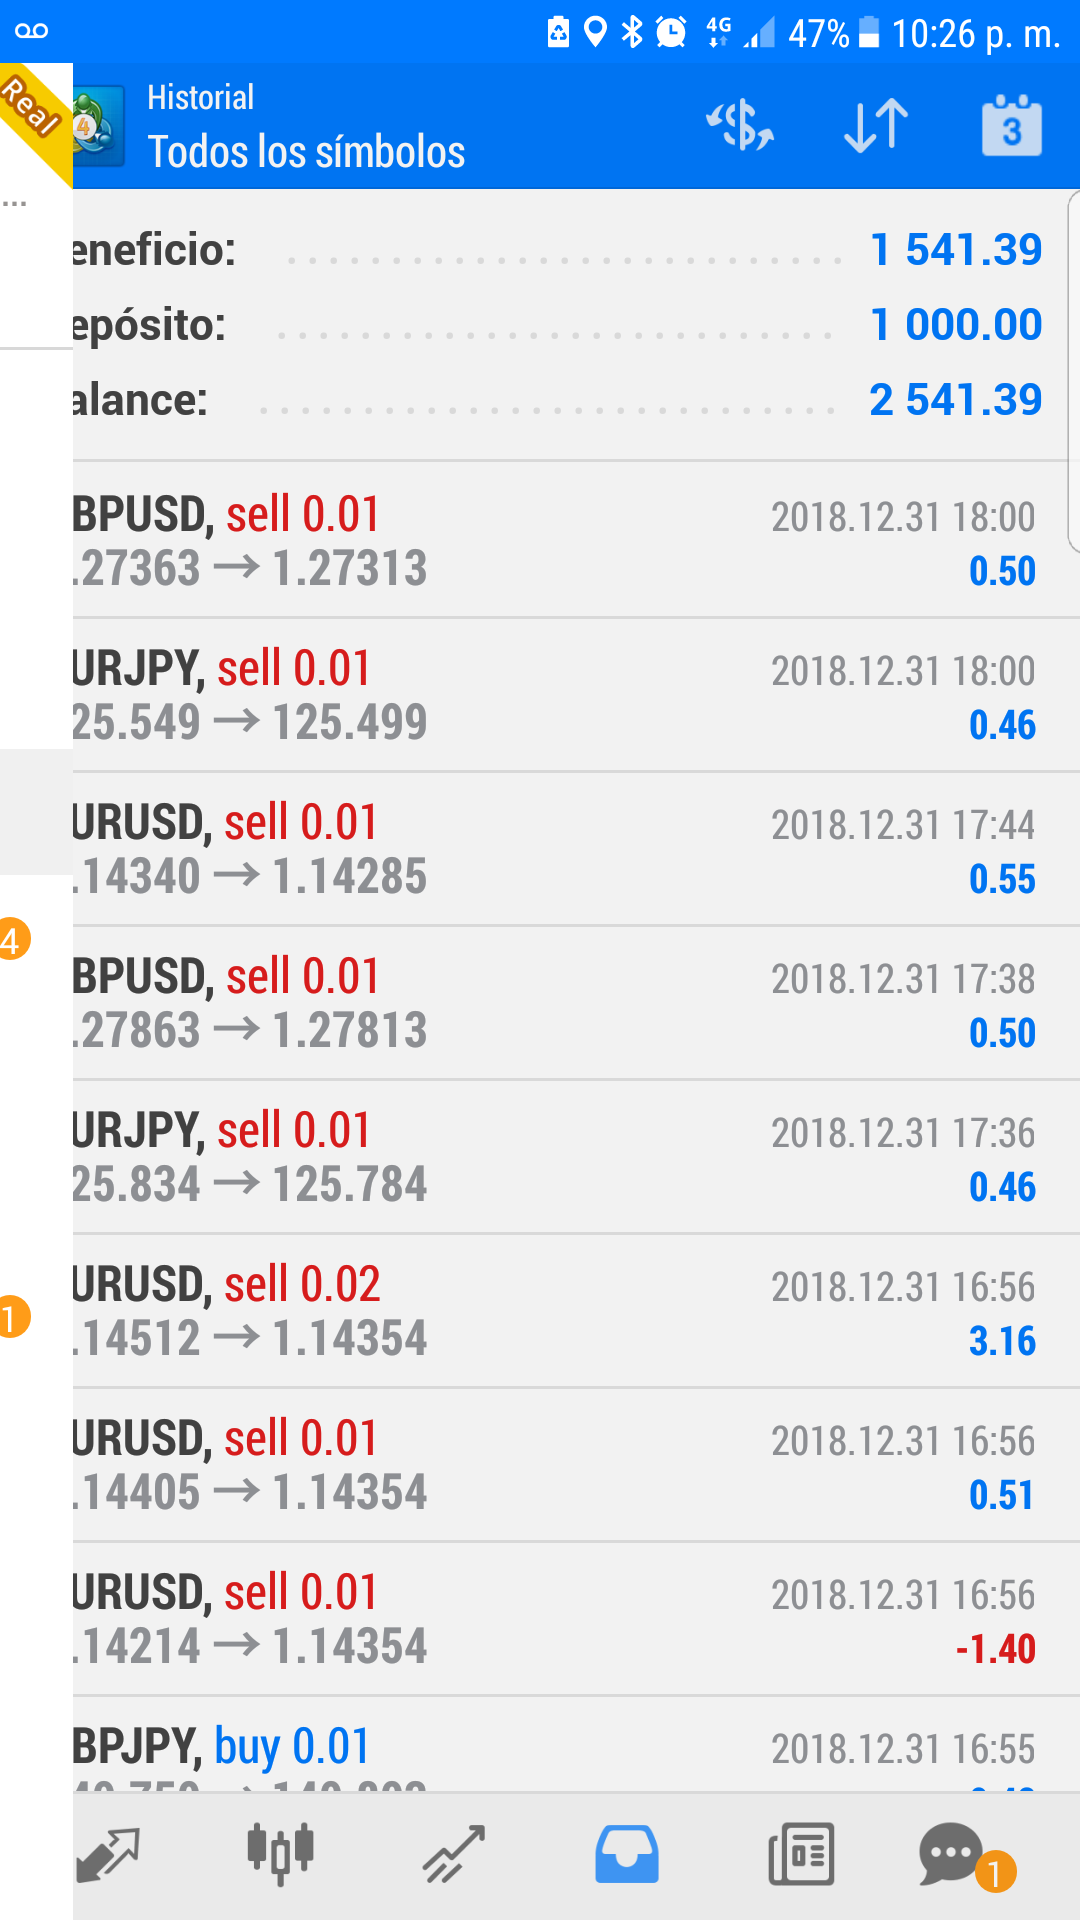 4G 47% 10:26 p. m.
Real
Historial
Todos los símbolos
3
...
eneficio: 1 541.39
epósito: 1 000.00
alance: 2 541.39
BPUSD, sell 0.01 2018.12.31 18:00
.27363 → 1.27313 0.50
URJPY, sell 0.01 2018.12.31 18:00
25.549 → 125.499 0.46
URUSD, sell 0.01 2018.12.31 17:44
.14340 → 1.14285 0.55
BPUSD, sell 0.01 2018.12.31 17:38
4
.27863 → 1.27813 0.50
URJPY, sell 0.01 2018.12.31 17:36
25.834 → 125.784 0.46
URUSD, sell 0.02 2018.12.31 16:56
1
.14512 → 1.14354 3.16
URUSD, sell 0.01 2018.12.31 16:56
.14405 → 1.14354 0.51
URUSD, sell 0.01 2018.12.31 16:56
.14214 → 1.14354 -1.40
BPJPY, buy 0.01 2018.12.31 16:55
1